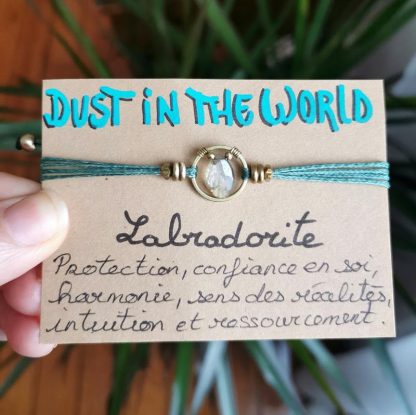 DUST iN THE WORLD
Labradorite
Protection, confiance en soi,
harmonie, sens des réalités,
intuition et ressourcement.